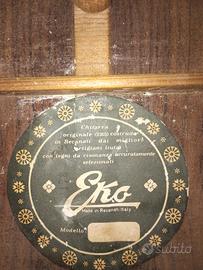 Chitarra
originale EKO costruita
in Recanati dai migliori
artigiani liutai
con legni da risonanza accuratamente
selezionati
Eko
Made in Recanati-Italy
Modello
subito